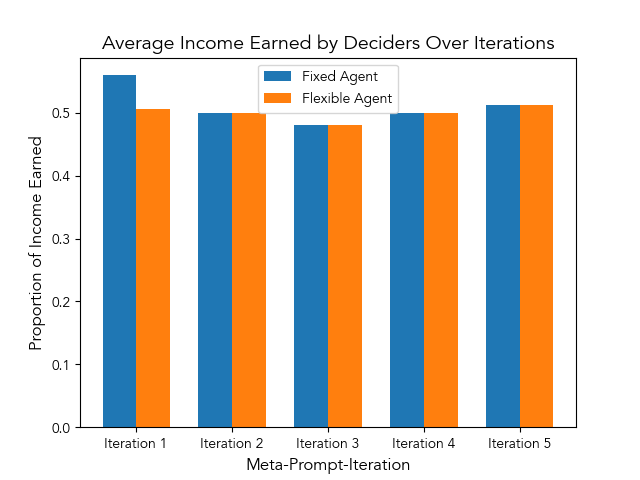 Average Income Earned by Deciders Over Iterations
Fixed Agent
Flexible Agent
Proportion of Income Earned
0.5
0.4
0.3
0.2
0.1
0.0
Iteration 1
Iteration 2
Iteration 3
Iteration 4
Iteration 5
Meta-Prompt-Iteration